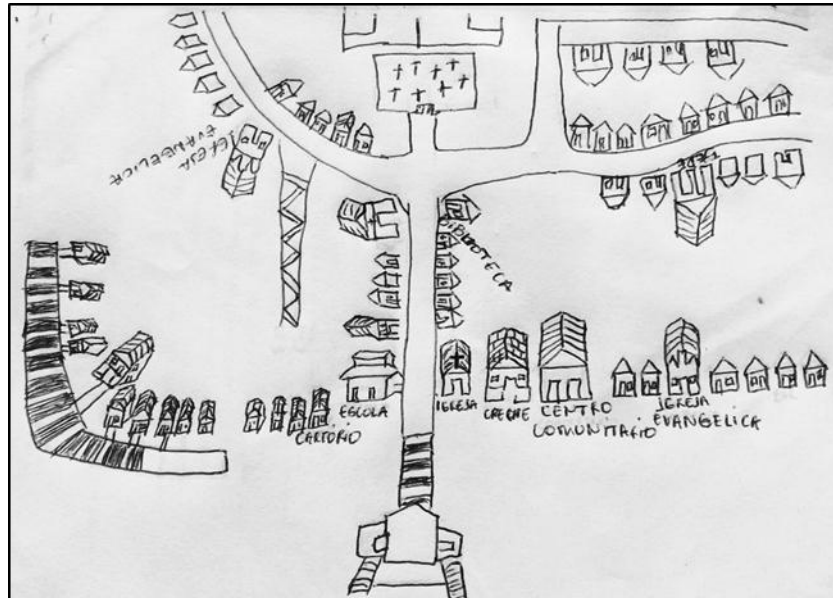 IGREJA
EVANGELICA
BIBLIOTECA
ESCOLA
CARTORIO
IGREJA
CRECHE
CENTRO
COMUNITARIO
IGREJA
EVANGELICA